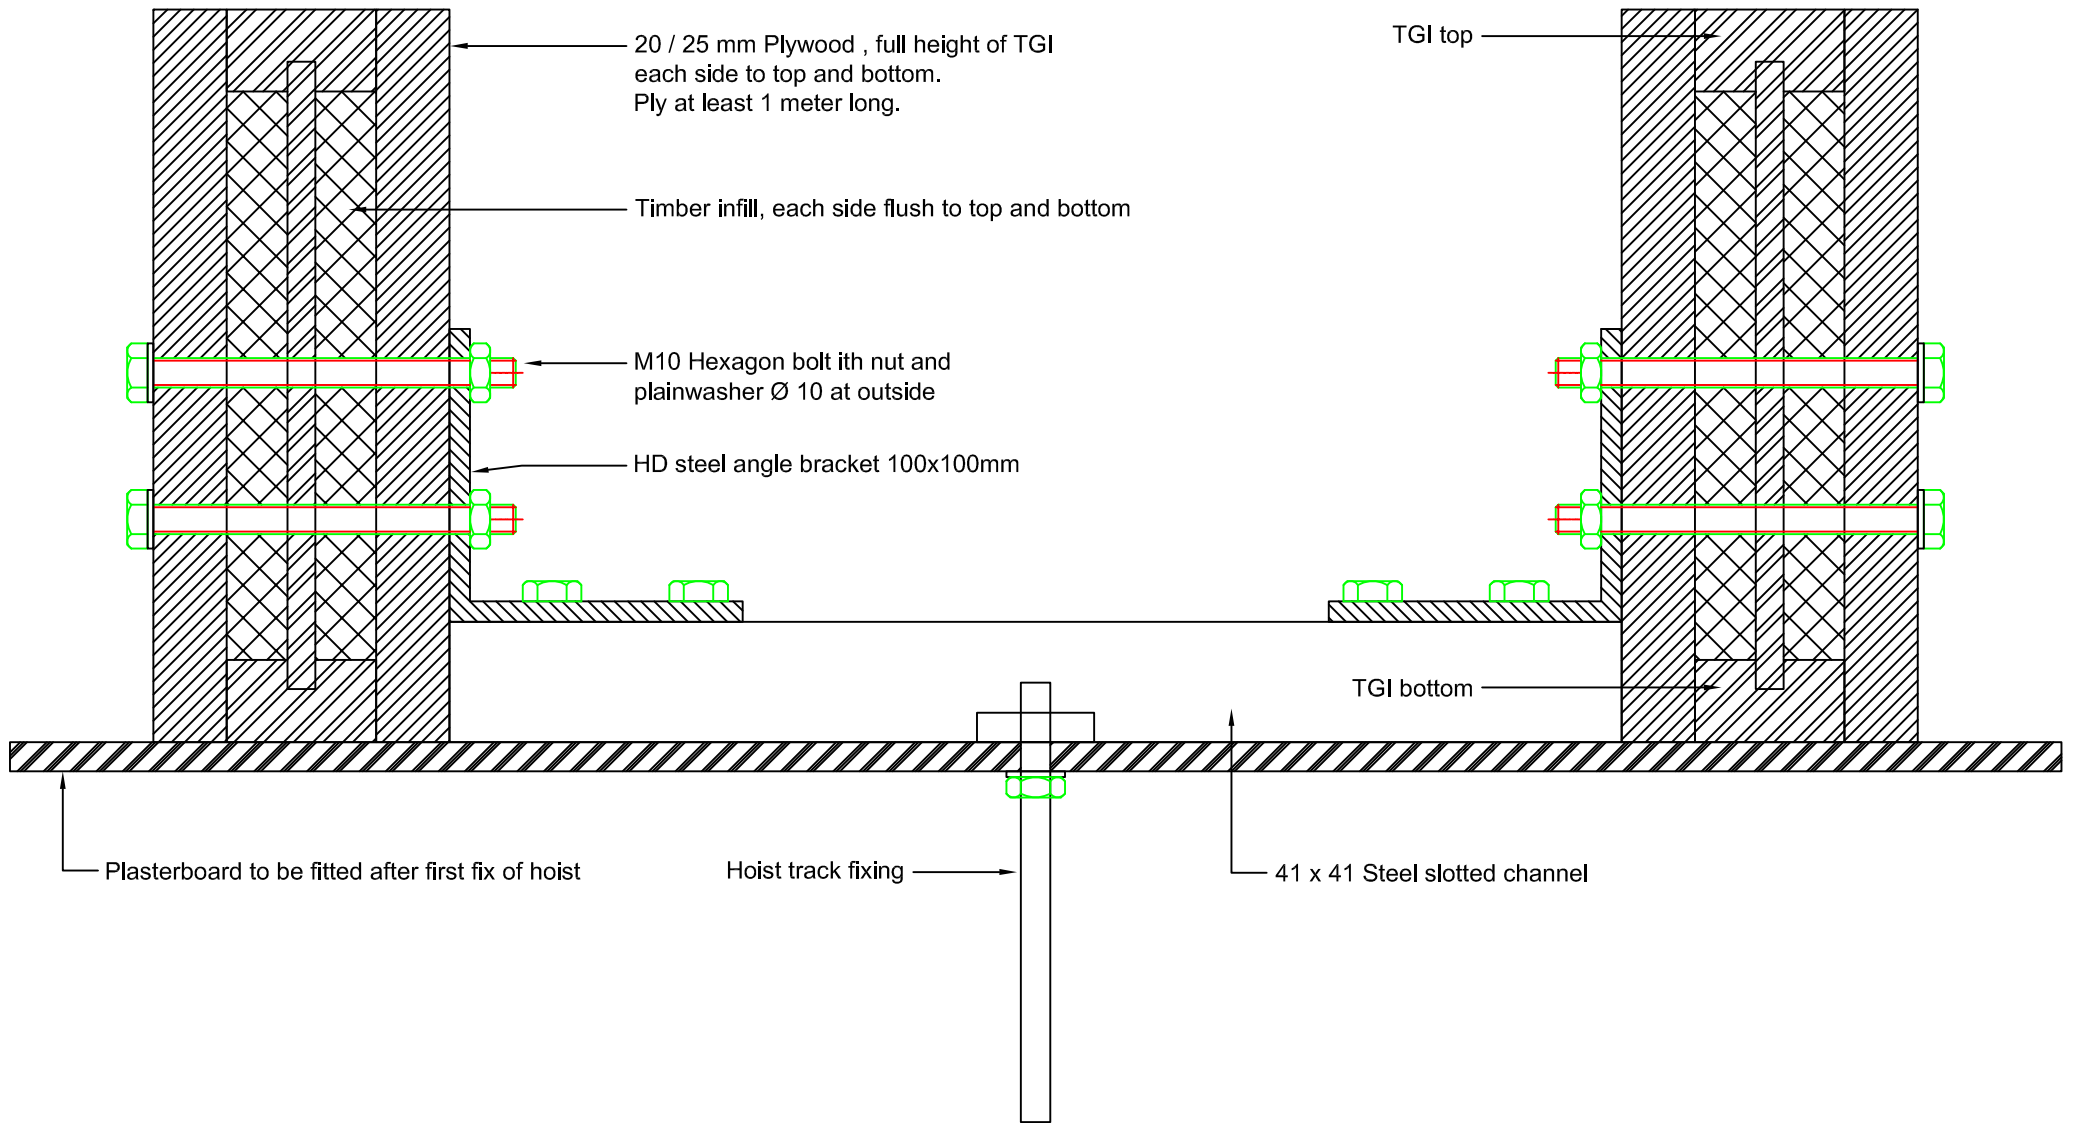 20 / 25 mm Plywood , full height of TGI
each side to top and bottom.
Ply at least 1 meter long.
TGI top
Timber infill, each side flush to top and bottom
M10 Hexagon bolt ith nut and
plainwasher Ø 10 at outside
HD steel angle bracket 100x100mm
TGI bottom
Plasterboard to be fitted after first fix of hoist
Hoist track fixing
41 x 41 Steel slotted channel